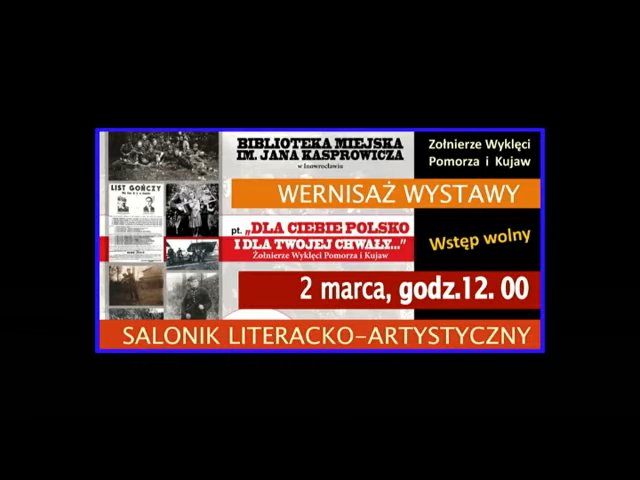 BIBLIOTEKA MIEJSKA
IM. JANA KASPROWICZA
w Inowrocławiu
Zołnierze Wyklęci
Pomorza i Kujaw
LIST GOŃCZY
WERNISAŻ WYSTAWY
pt. „DLA CIEBIE POLSKO
I DLA TWOJEJ CHWAŁY..."
Żołnierze Wyklęci Pomorza i Kujaw
Wstęp wolny
2 marca, godz.12. 00
SALONIK LITERACKO-ARTYSTYCZNY